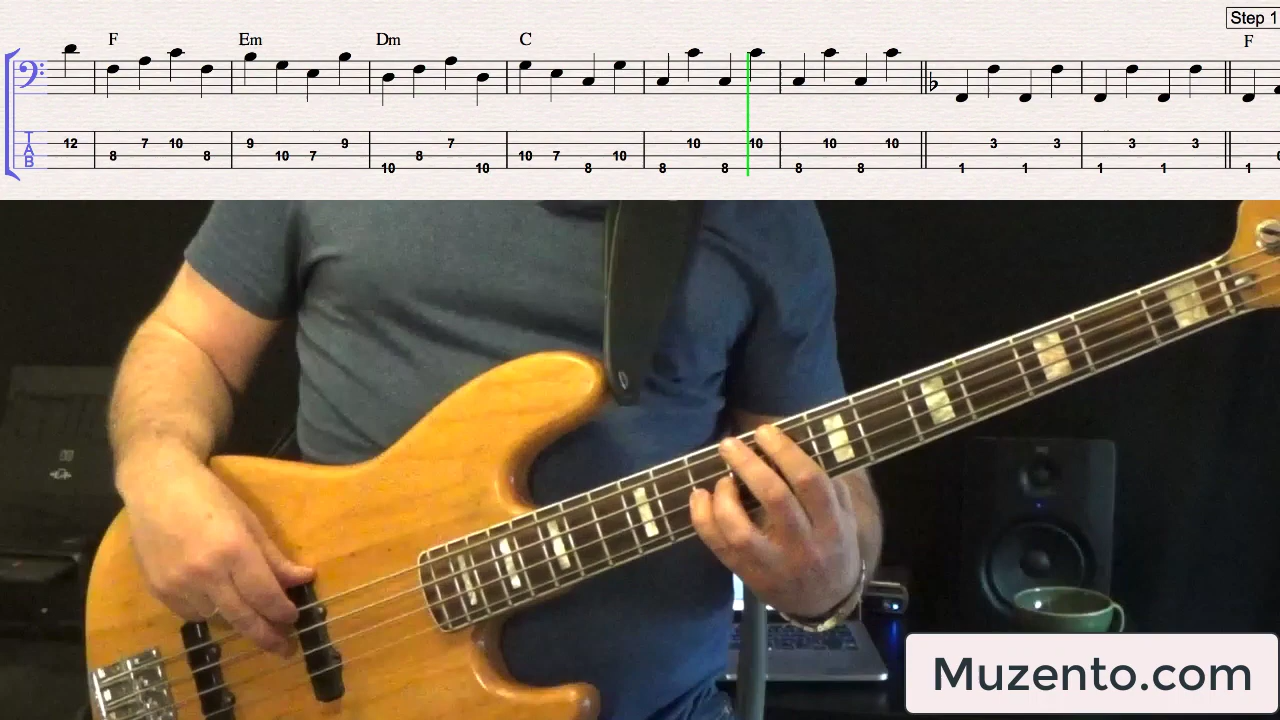 Step 1
F Em Dm C F
T 12 7 10 9 9 7 10 10 10 10 3 3 3 3
A 8 8 10 7 8 10 7 10
B 10 10 8 8 8 8 8 1 1 1 1 1
Muzento.com